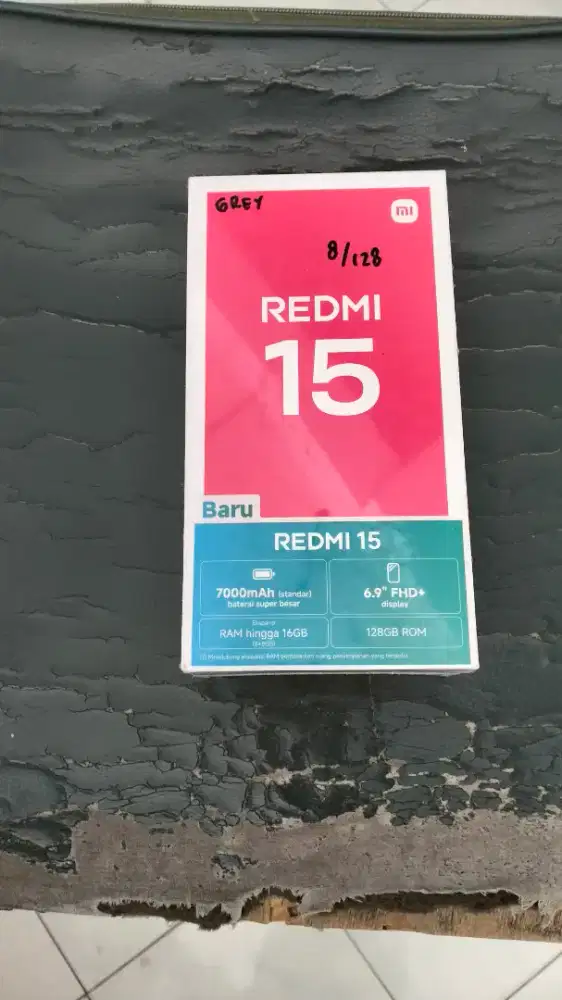 GREY
mi
8/128
REDMI
15
Baru
REDMI 15
7000mAh (standar)
baterai super besar
6.9" FHD+
display
RAM hingga 16GB
128GB ROM